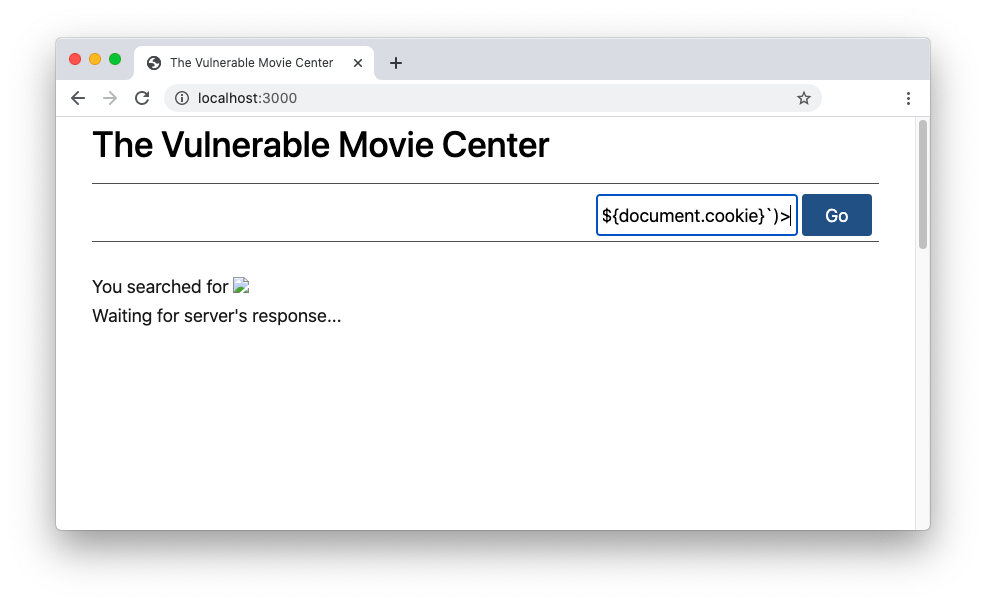 The Vulnerable Movie Center
localhost:3000
The Vulnerable Movie Center
${document.cookie}`)>
Go
You searched for
Waiting for server's response...